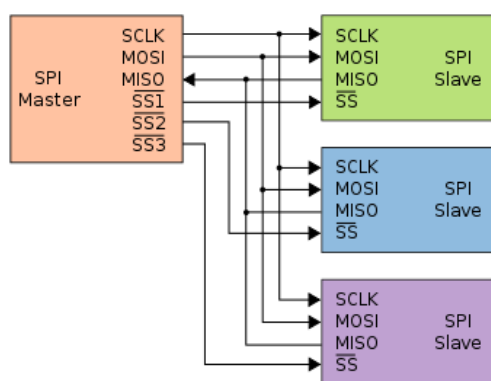 SPI
Master
SCLK
MOSI
MISO
SS1
SS2
SS3
SCLK
MOSI
MISO
SS
SPI
Slave
SCLK
MOSI
MISO
SS
SPI
Slave
SCLK
MOSI
MISO
SS
SPI
Slave